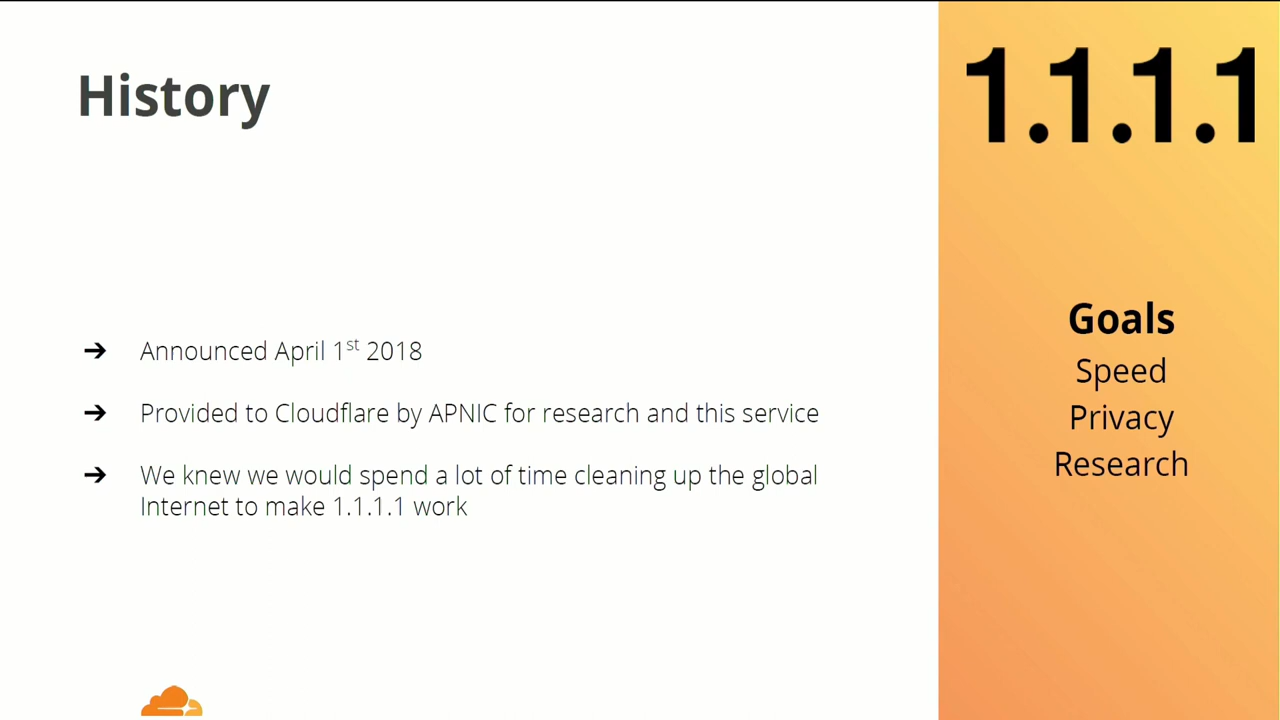 History
➔ Announced April 1st 2018
➔ Provided to Cloudflare by APNIC for research and this service
➔ We knew we would spend a lot of time cleaning up the global
Internet to make 1.1.1.1 work
1.1.1.1
Goals
Speed
Privacy
Research